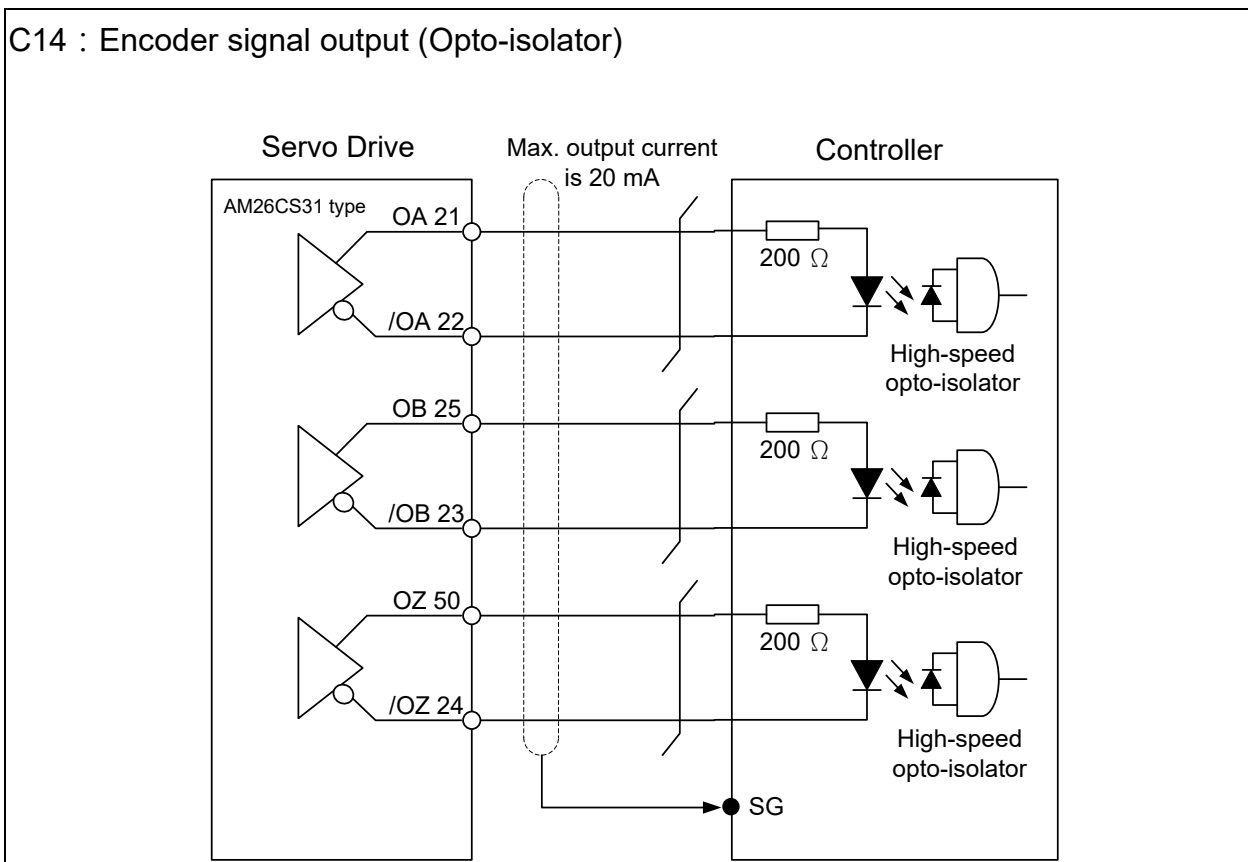 C14：Encoder signal output (Opto-isolator)
Servo Drive
Max. output current
is 20 mA
Controller
AM26CS31 type
OA 21
200 Ω
/OA 22
High-speed
opto-isolator
OB 25
200 Ω
/OB 23
High-speed
opto-isolator
OZ 50
200 Ω
/OZ 24
High-speed
opto-isolator
SG